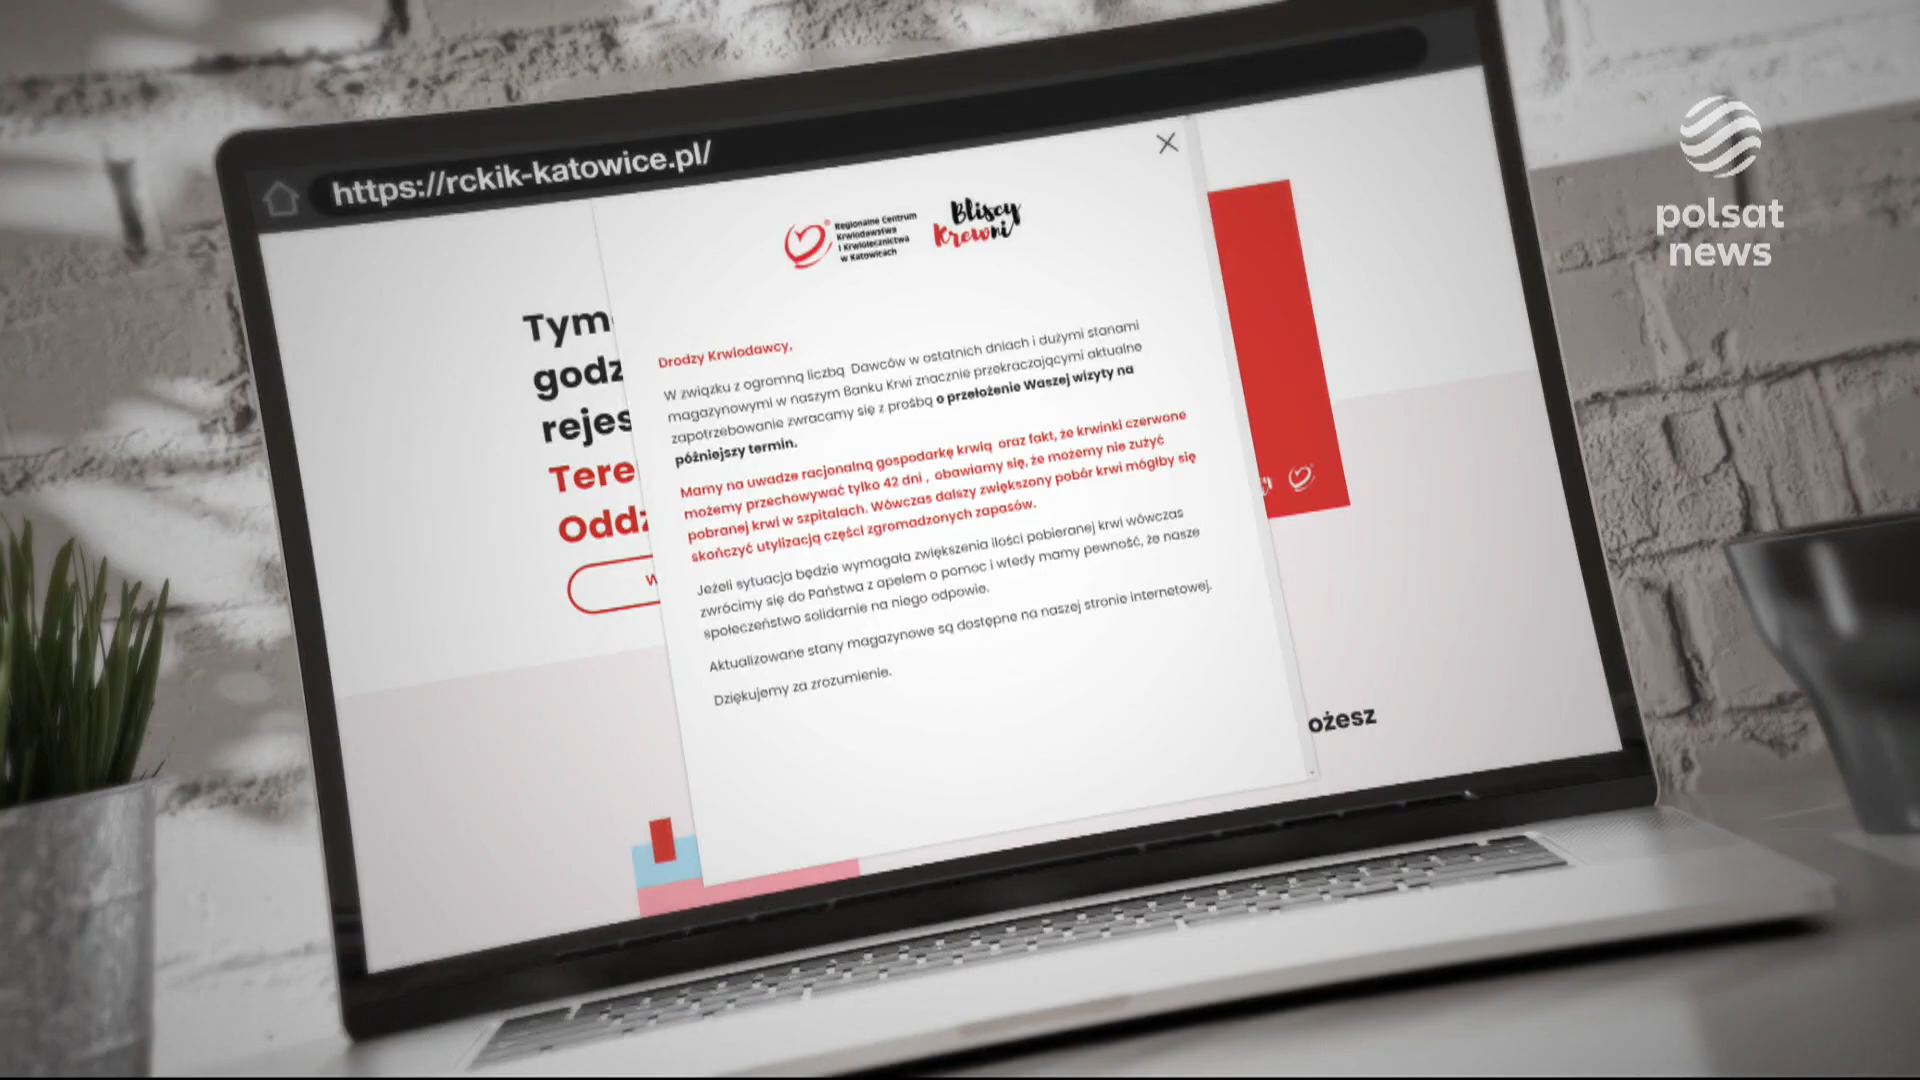 polsat
news
https://rckik-katowice.pl/
Regionalne Centrum
Krwiodawstwa
i Krwiolecznictwa
w Katowicach
Bliscy
Krewni
Drodzy Krwiodawcy,
W związku z ogromną liczbą Dawców w ostatnich dniach i dużymi stanami
magazynowymi w naszym Banku Krwi znacznie przekraczającymi aktualne
zapotrzebowanie zwracamy się z prośbą o przełożenie Waszej wizyty na
późniejszy termin.
Mamy na uwadze racjonalną gospodarkę krwią oraz fakt, że krwinki czerwone
możemy przechowywać tylko 42 dni , obawiamy się, że możemy nie zużyć
pobranej krwi w szpitalach. Wówczas dalszy zwiększony pobór krwi mógłby się
skończyć utylizacją części zgromadzonych zapasów.
Jeżeli sytuacja będzie wymagała zwiększenia ilości pobieranej krwi wówczas
zwrócimy się do Państwa z apelem o pomoc i wtedy mamy pewność, że nasze
społeczeństwo solidarnie na niego odpowie.
Aktualizowane stany magazynowe są dostępne na naszej stronie internetowej.
Dziękujemy za zrozumienie.
Tym
godz
rejes
Tere
Oddz
W
ożesz